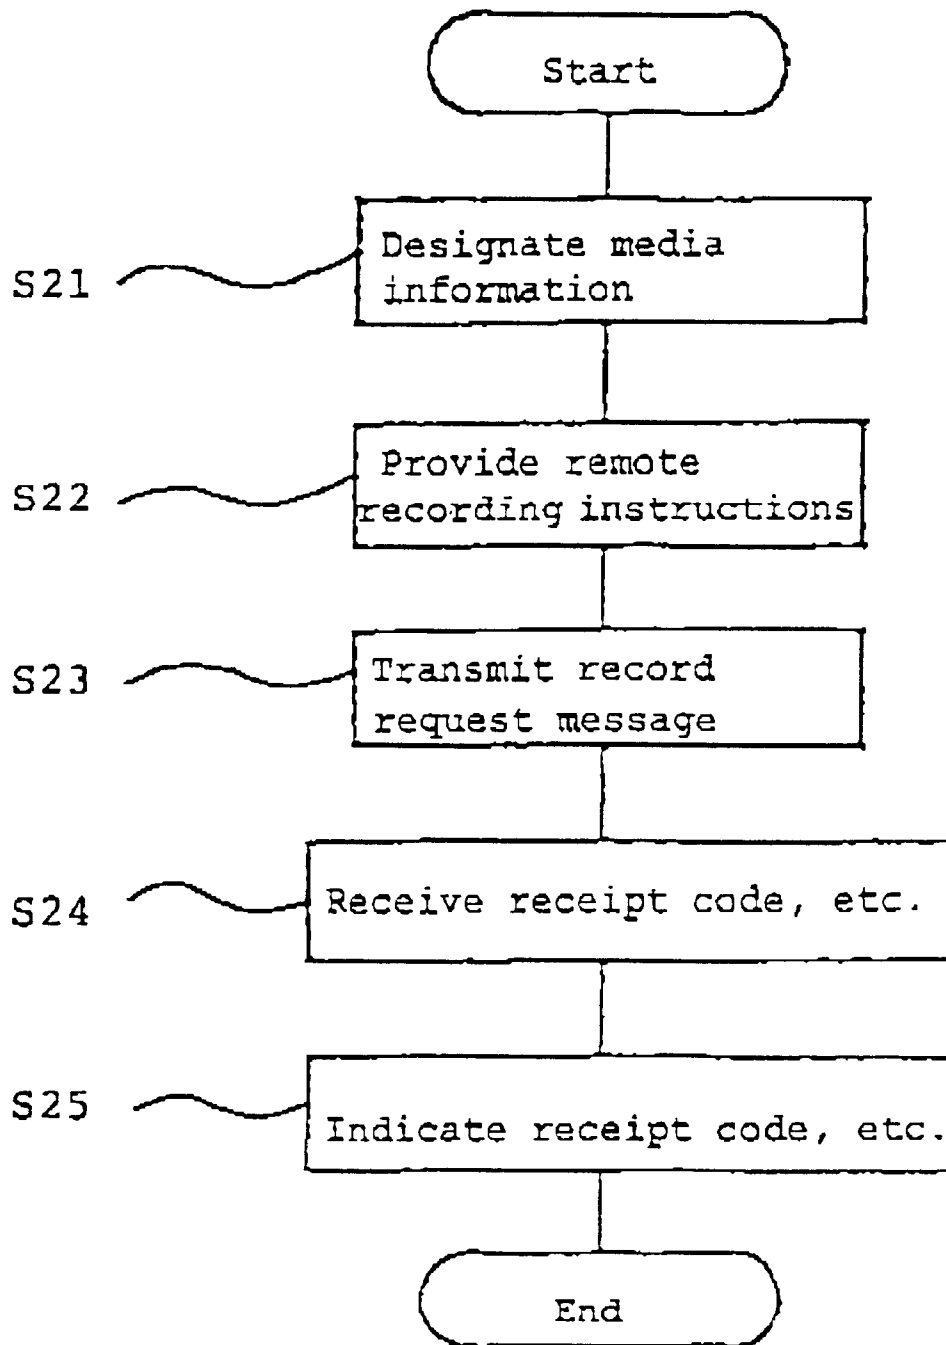 Start
S21
Designate media
information
S22
Provide remote
recording instructions
S23
Transmit record
request message
S24
Receive receipt code, etc.
S25
Indicate receipt code, etc.
End